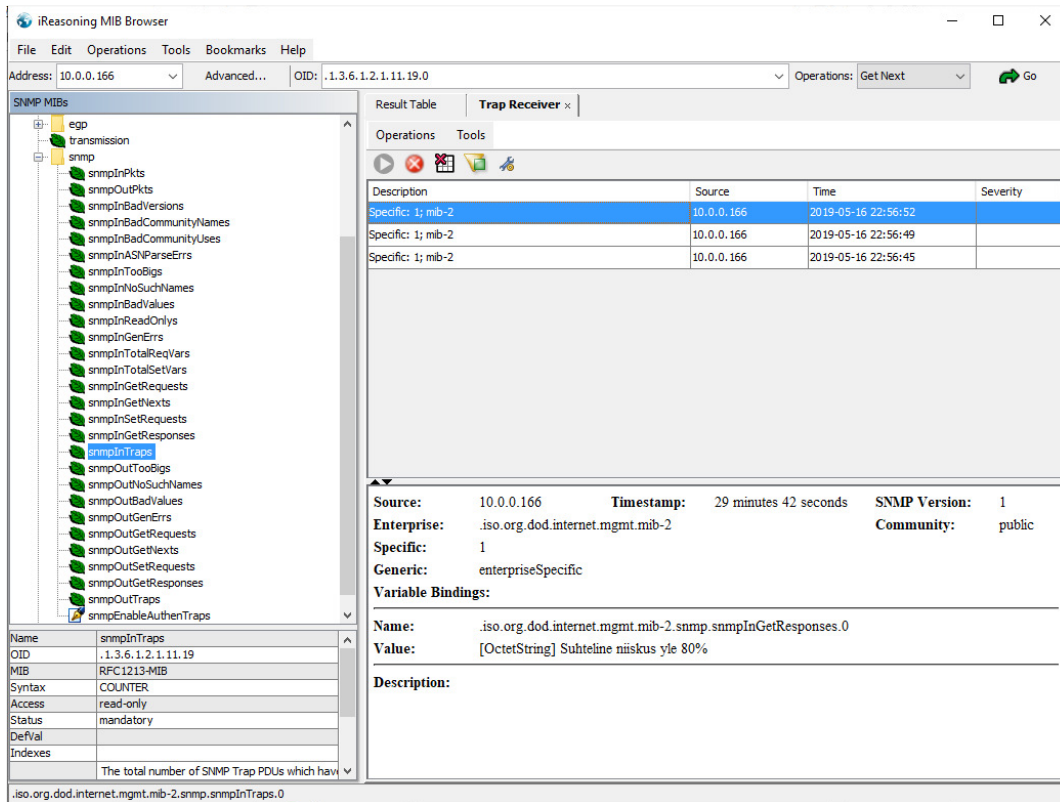 iReasoning MIB Browser
File Edit Operations Tools Bookmarks Help
Address: 10.0.0.166 Advanced... OID: .1.3.6.1.2.1.11.19.0 Operations: Get Next Go
SNMP MIBs
egp
transmission
snmp
snmpInPkts
snmpOutPkts
snmpInBadVersions
snmpInBadCommunityNames
snmpInBadCommunityUses
snmpInASNParseErrs
snmpInTooBigs
snmpInNoSuchNames
snmpInBadValues
snmpInReadOnlys
snmpInGenErrs
snmpInTotalReqVars
snmpInTotalSetVars
snmpInGetRequests
snmpInGetNexts
snmpInSetRequests
snmpInGetResponses
snmpInTraps
snmpOutTooBigs
snmpOutNoSuchNames
snmpOutBadValues
snmpOutGenErrs
snmpOutGetRequests
snmpOutGetNexts
snmpOutSetRequests
snmpOutGetResponses
snmpOutTraps
snmpEnableAuthenTraps
Name snmpInTraps
OID .1.3.6.1.2.1.11.19
MIB RFC1213-MIB
Syntax COUNTER
Access read-only
Status mandatory
DefVal
Indexes
The total number of SNMP Trap PDUs which have
Result Table Trap Receiver ×
Operations Tools
Description Source Time Severity
Specific: 1; mib-2 10.0.0.166 2019-05-16 22:56:52
Specific: 1; mib-2 10.0.0.166 2019-05-16 22:56:49
Specific: 1; mib-2 10.0.0.166 2019-05-16 22:56:45
Source: 10.0.0.166 Timestamp: 29 minutes 42 seconds SNMP Version: 1
Enterprise: .iso.org.dod.internet.mgmt.mib-2 Community: public
Specific: 1
Generic: enterpriseSpecific
Variable Bindings:
Name: .iso.org.dod.internet.mgmt.mib-2.snmp.snmpInGetResponses.0
Value: [OctetString] Suhteline niiskus yle 80%
Description:
.iso.org.dod.internet.mgmt.mib-2.snmp.snmpInTraps.0